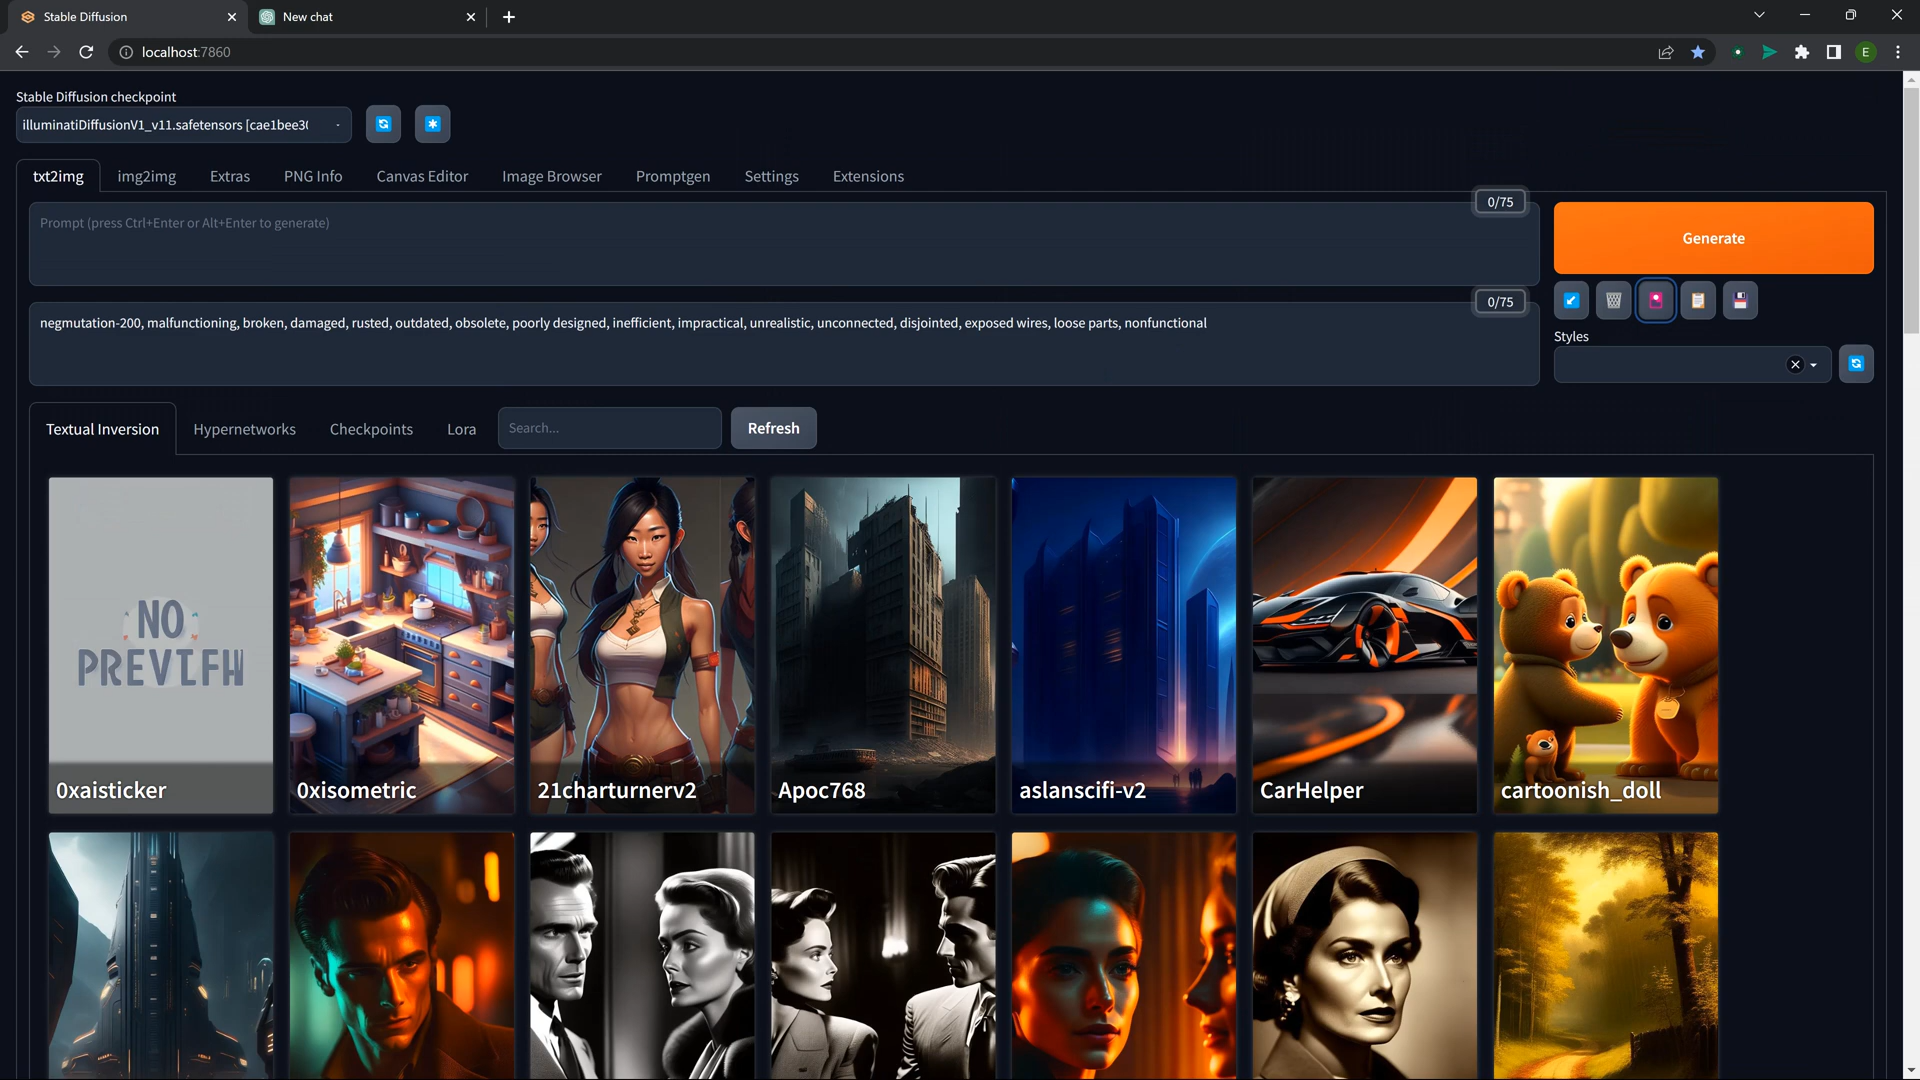 Stable Diffusion
New chat
localhost:7860
E
Stable Diffusion checkpoint
illuminatiDiffusionV1_v11.safetensors [cae1bee3
txt2img img2img Extras PNG Info Canvas Editor Image Browser Promptgen Settings Extensions
0/75
Prompt (press Ctrl+Enter or Alt+Enter to generate)
Generate
0/75
negmutation-200, malfunctioning, broken, damaged, rusted, outdated, obsolete, poorly designed, inefficient, impractical, unrealistic, unconnected, disjointed, exposed wires, loose parts, nonfunctional
Styles
Textual Inversion Hypernetworks Checkpoints Lora Search... Refresh
NO
PREVIFH
0xaisticker
0xisometric
21charturnerv2
Apoc768
aslanscifi-v2
CarHelper
cartoonish_doll